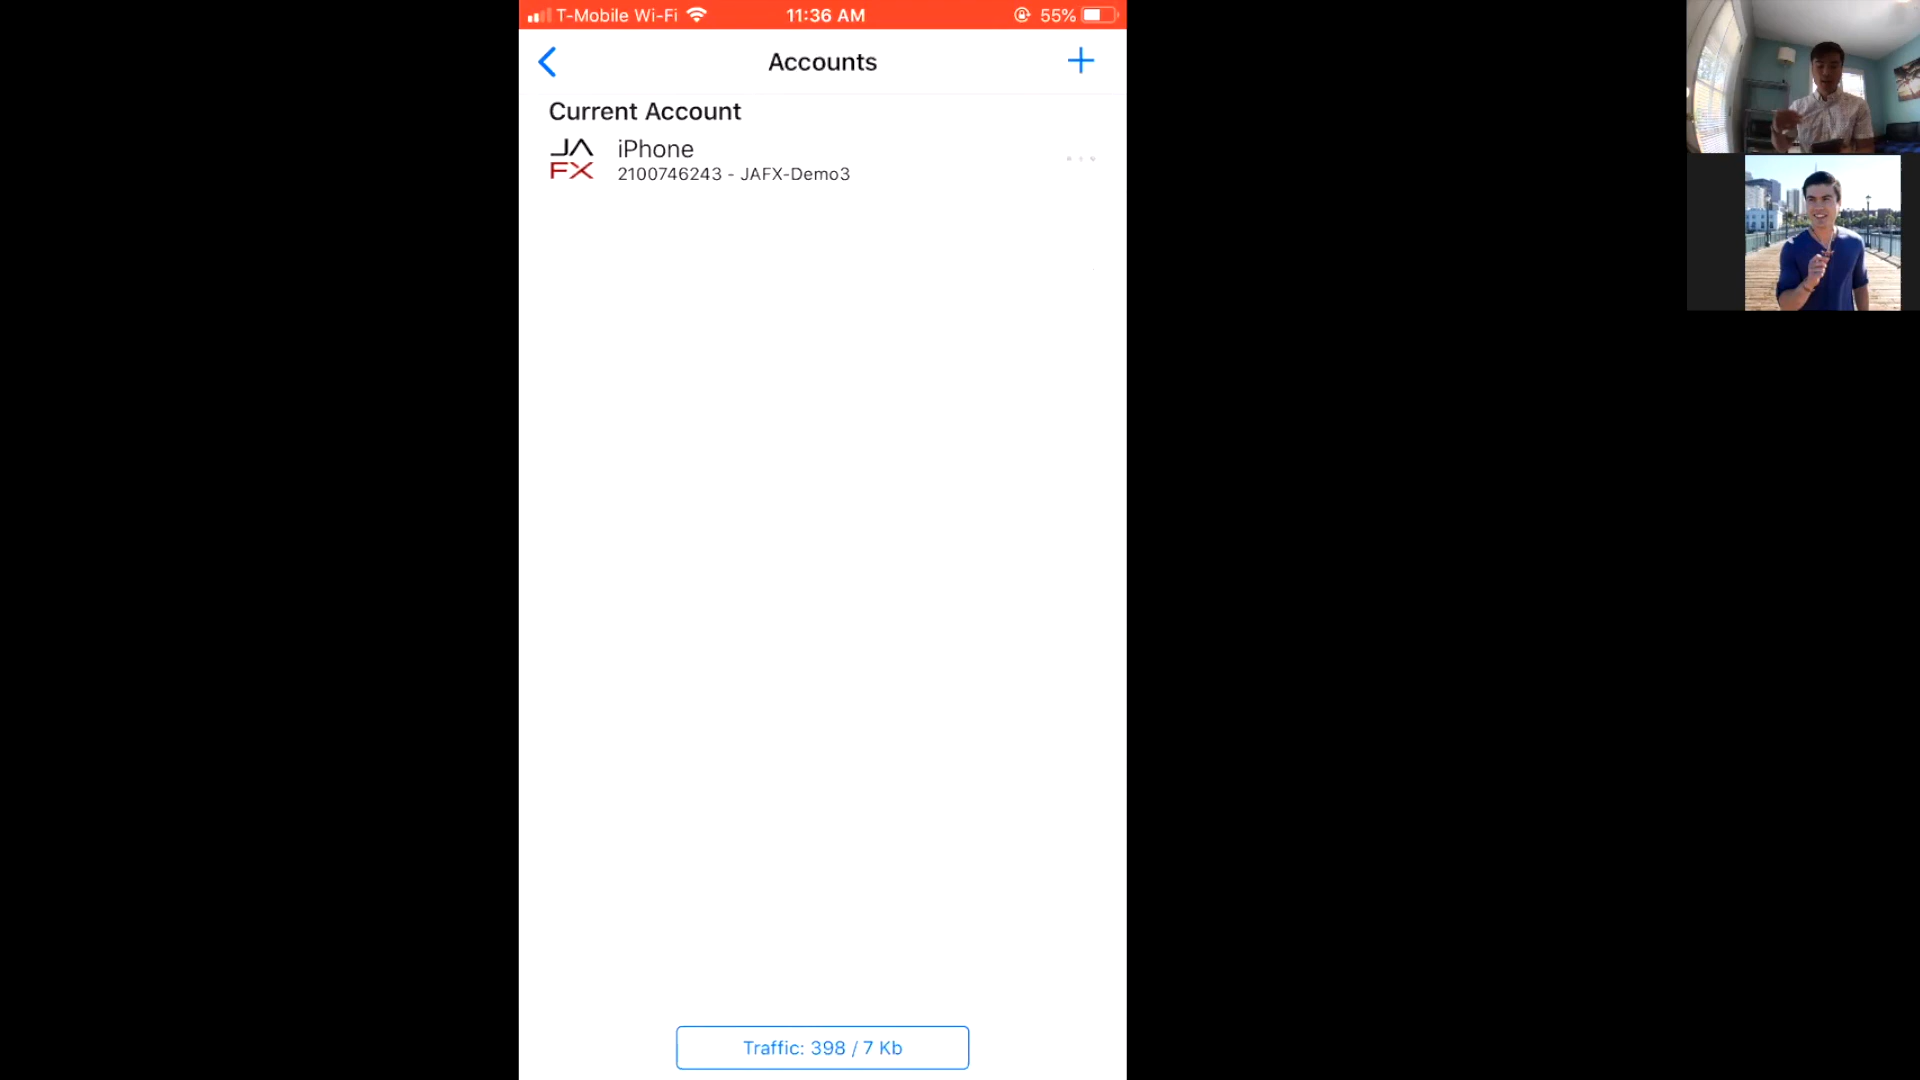 T-Mobile Wi-Fi 11:36 AM 55%
Accounts
Current Account
JA
FX
iPhone
2100746243 - JAFX-Demo3
Traffic: 398 / 7 Kb